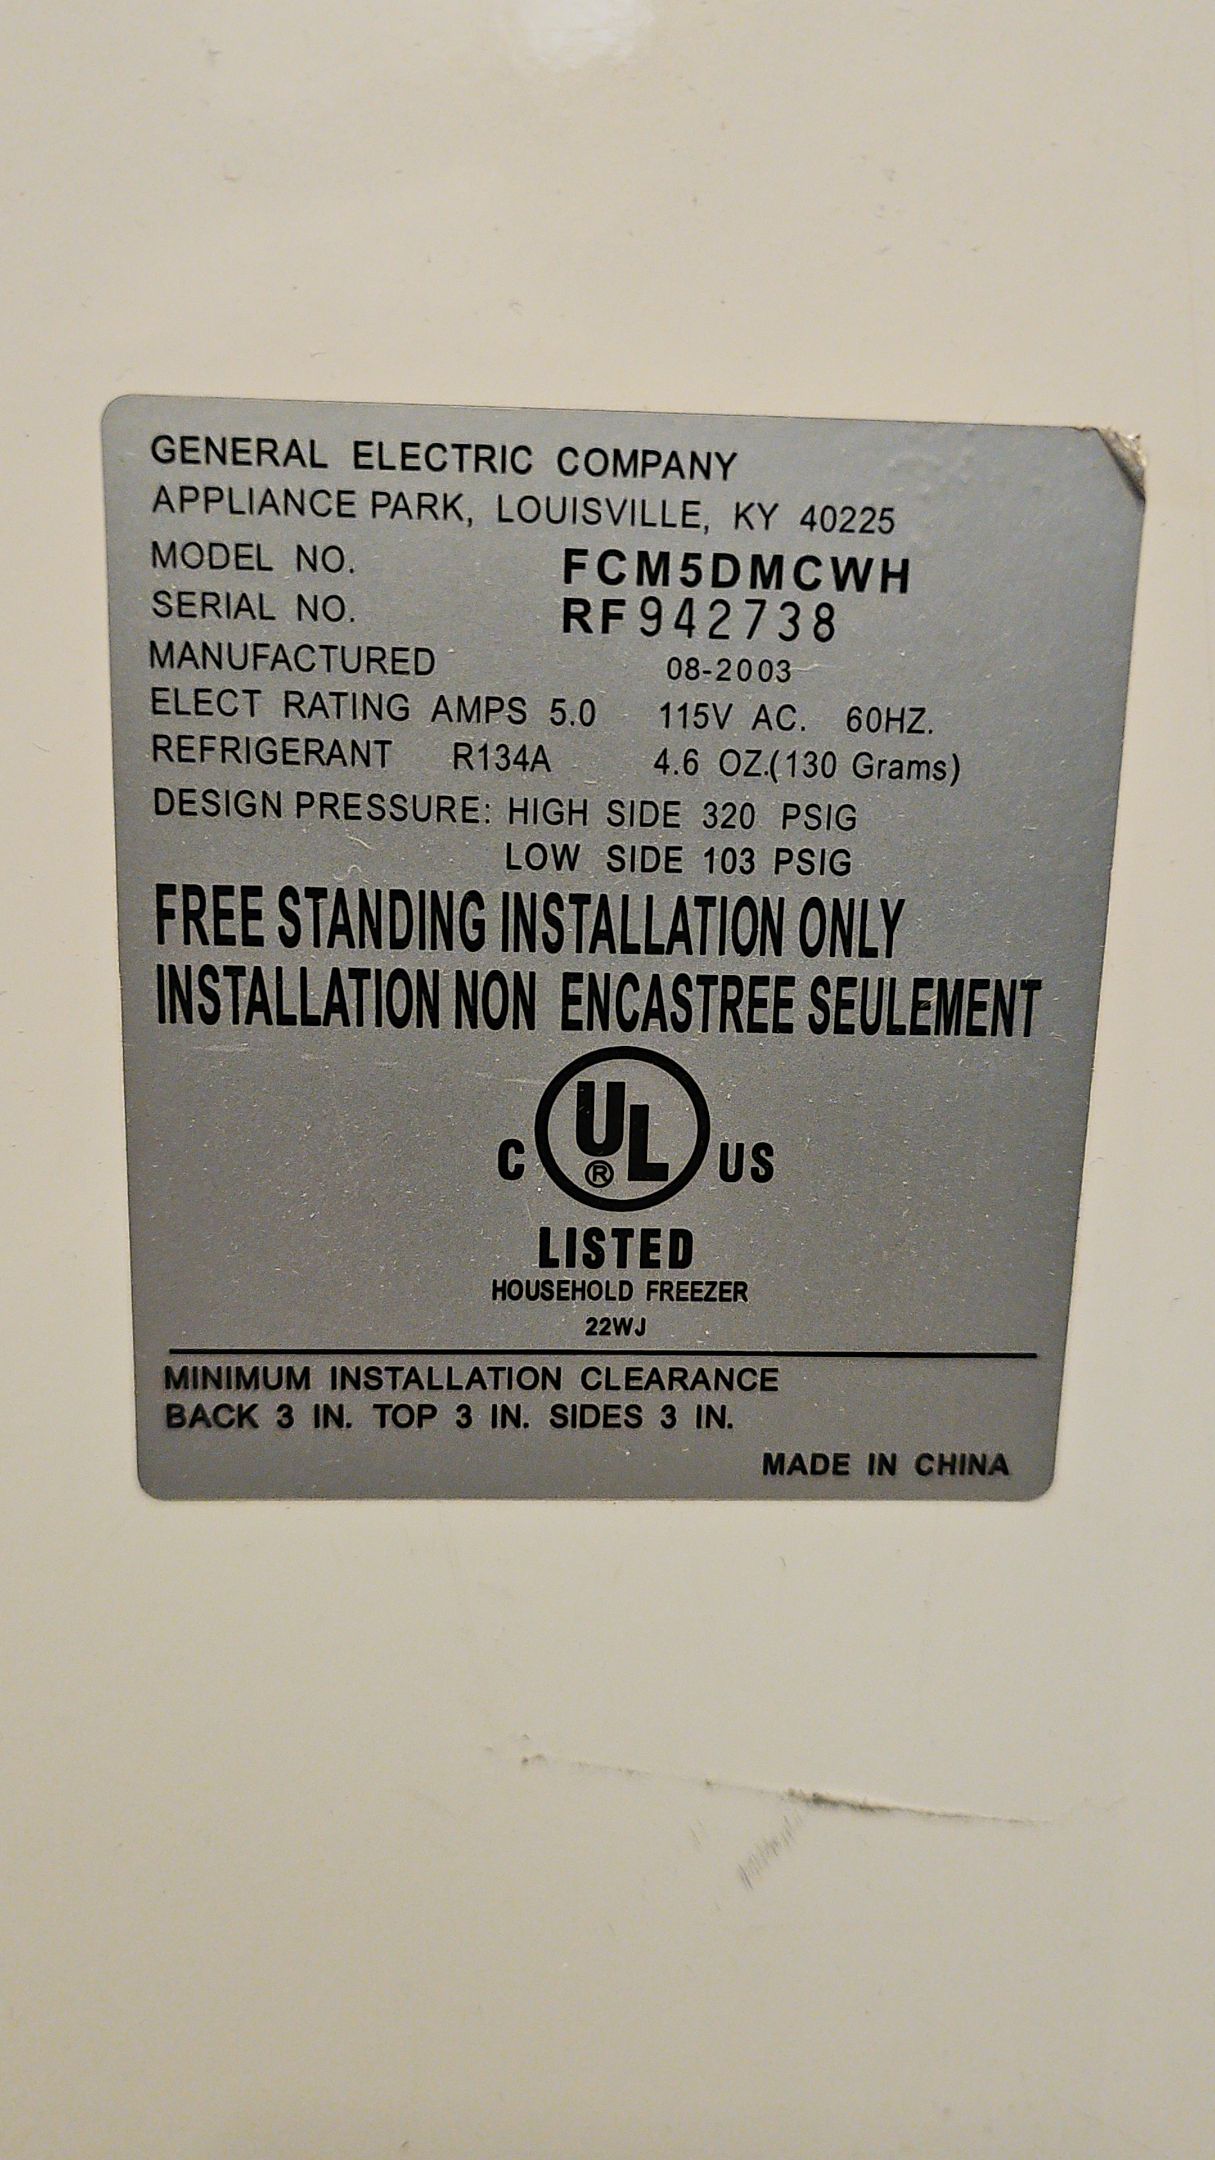 GENERAL ELECTRIC COMPANY
APPLIANCE PARK, LOUISVILLE, KY 40225
MODEL NO. FCM5DMCWH
SERIAL NO. RF942738
MANUFACTURED 08-2003
ELECT RATING AMPS 5.0 115V AC. 60HZ.
REFRIGERANT R134A 4.6 OZ.(130 Grams)
DESIGN PRESSURE: HIGH SIDE 320 PSIG
LOW SIDE 103 PSIG
FREE STANDING INSTALLATION ONLY
INSTALLATION NON ENCASTREE SEULEMENT
C UL ® US
LISTED
HOUSEHOLD FREEZER
22WJ
MINIMUM INSTALLATION CLEARANCE
BACK 3 IN. TOP 3 IN. SIDES 3 IN.
MADE IN CHINA